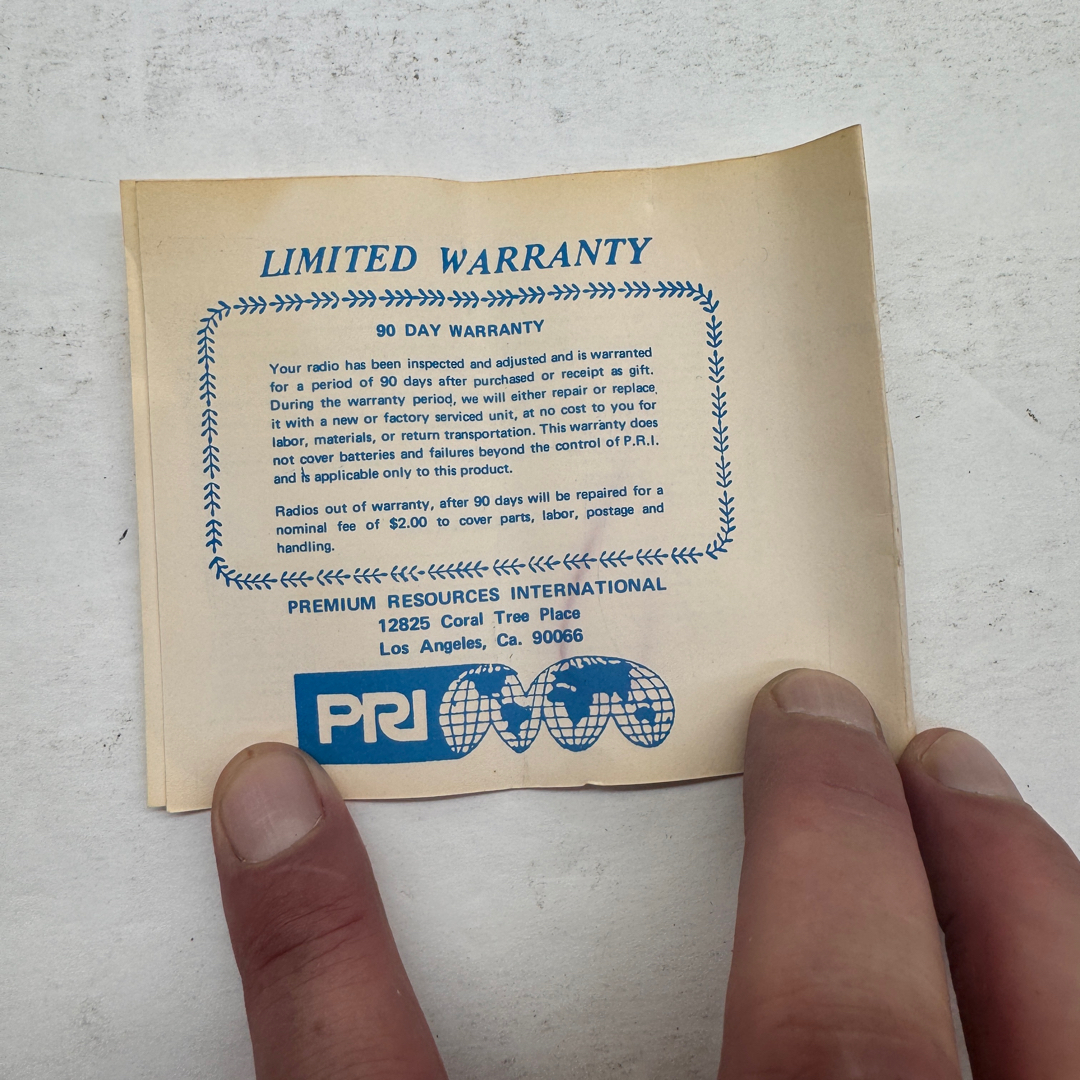 LIMITED WARRANTY
90 DAY WARRANTY
Your radio has been inspected and adjusted and is warranted
for a period of 90 days after purchased or receipt as gift.
During the warranty period, we will either repair or replace
it with a new or factory serviced unit, at no cost to you for
labor, materials, or return transportation. This warranty does
not cover batteries and failures beyond the control of P.R.I.
and is applicable only to this product.
Radios out of warranty, after 90 days will be repaired for a
nominal fee of $2.00 to cover parts, labor, postage and
handling.
PREMIUM RESOURCES INTERNATIONAL
12825 Coral Tree Place
Los Angeles, Ca. 90066
PRI